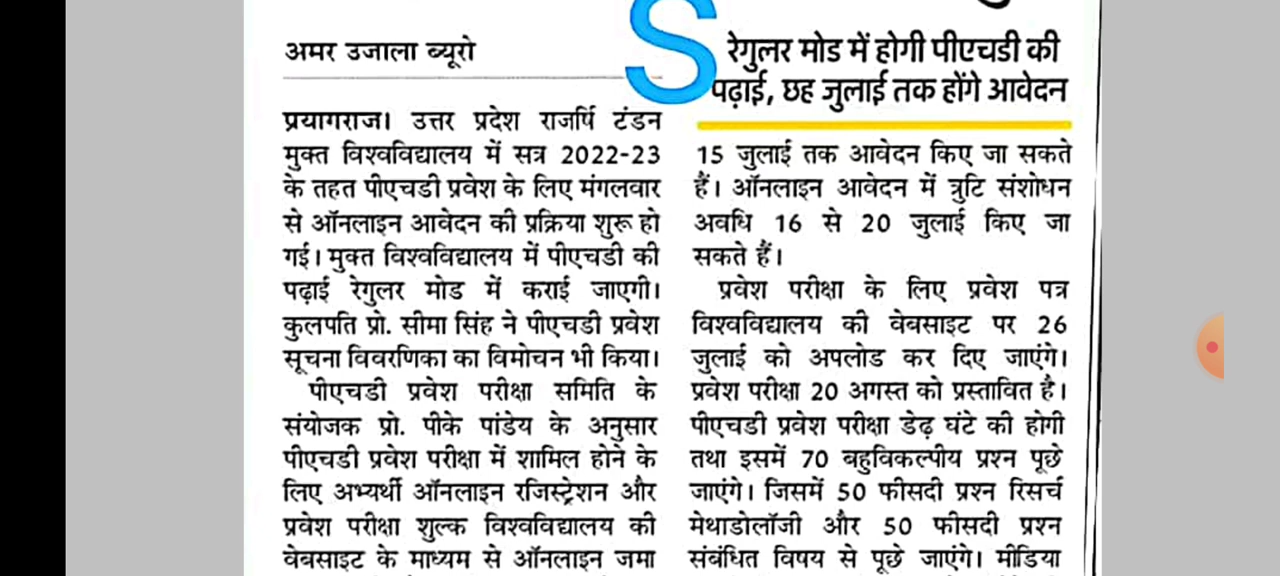 अमर उजाला ब्यूरो
प्रयागराज। उत्तर प्रदेश राजर्षि टंडन
मुक्त विश्वविद्यालय में सत्र 2022-23
के तहत पीएचडी प्रवेश के लिए मंगलवार
से ऑनलाइन आवेदन की प्रक्रिया शुरू हो
गई। मुक्त विश्वविद्यालय में पीएचडी की
पढ़ाई रेगुलर मोड में कराई जाएगी।
कुलपति प्रो. सीमा सिंह ने पीएचडी प्रवेश
सूचना विवरणिका का विमोचन भी किया।
पीएचडी प्रवेश परीक्षा समिति के
संयोजक प्रो. पीके पांडेय के अनुसार
पीएचडी प्रवेश परीक्षा में शामिल होने के
लिए अभ्यर्थी ऑनलाइन रजिस्ट्रेशन और
प्रवेश परीक्षा शुल्क विश्वविद्यालय की
वेबसाइट के माध्यम से ऑनलाइन जमा
S
रेगुलर मोड में होगी पीएचडी की
पढ़ाई, छह जुलाई तक होंगे आवेदन
15 जुलाई तक आवेदन किए जा सकते
हैं। ऑनलाइन आवेदन में त्रुटि संशोधन
अवधि 16 से 20 जुलाई किए जा
सकते हैं।
प्रवेश परीक्षा के लिए प्रवेश पत्र
विश्वविद्यालय की वेबसाइट पर 26
जुलाई को अपलोड कर दिए जाएंगे।
प्रवेश परीक्षा 20 अगस्त को प्रस्तावित है।
पीएचडी प्रवेश परीक्षा डेढ़ घंटे की होगी
तथा इसमें 70 बहुविकल्पीय प्रश्न पूछे
जाएंगे। जिसमें 50 फीसदी प्रश्न रिसर्च
मेथाडोलॉजी और 50 फीसदी प्रश्न
संबंधित विषय से पूछे जाएंगे। मीडिया